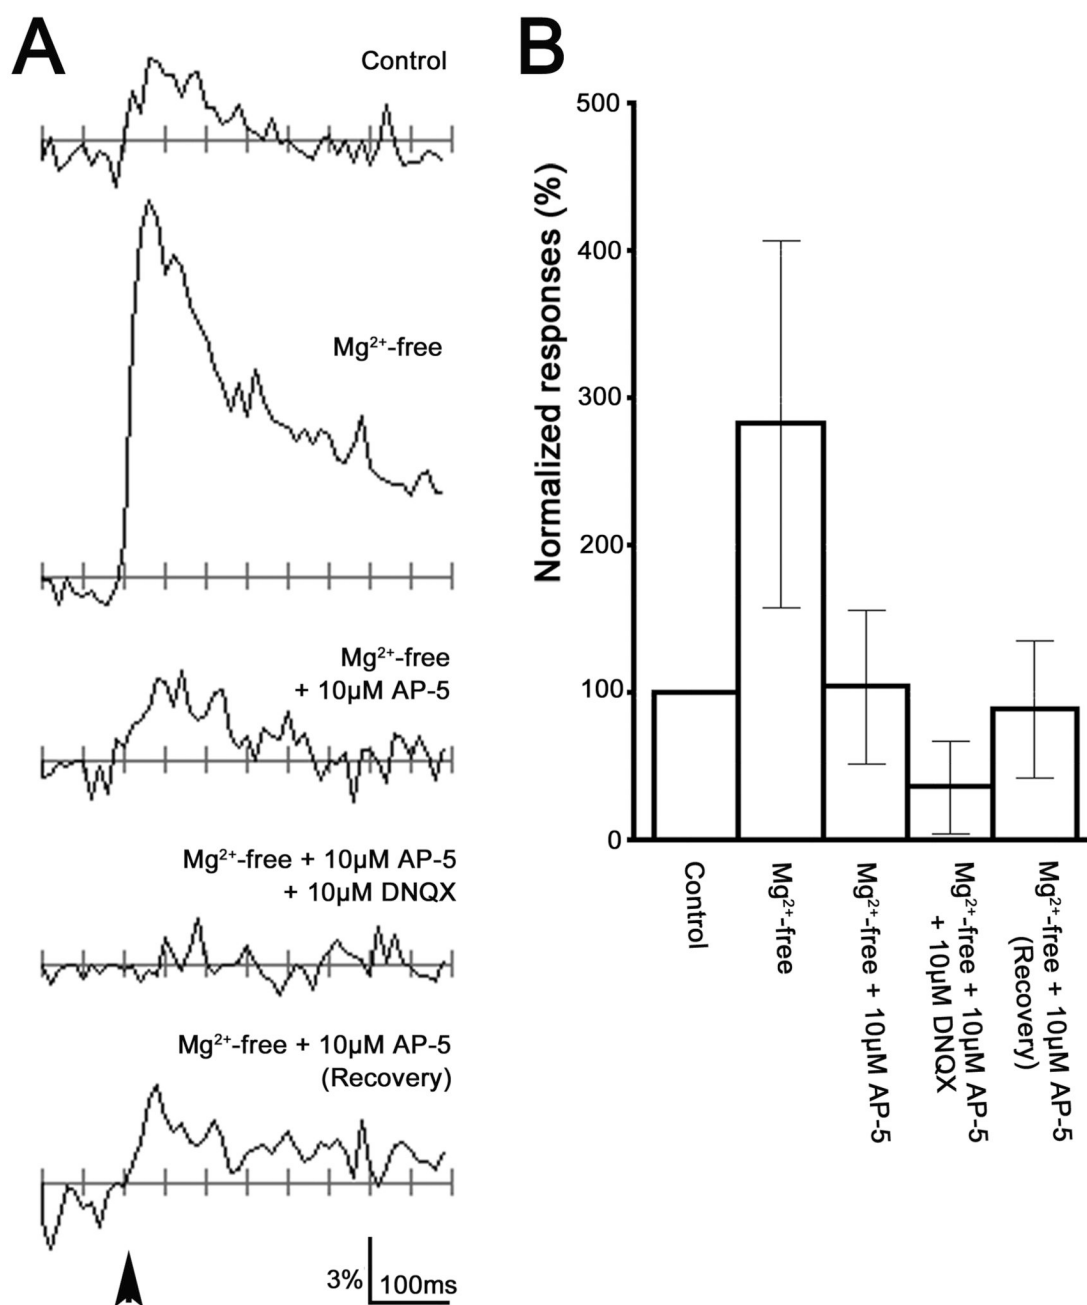 A
Control
Mg²⁺-free
Mg²⁺-free
+ 10µM AP-5
Mg²⁺-free + 10µM AP-5
+ 10µM DNQX
Mg²⁺-free + 10µM AP-5
(Recovery)
3%
100ms
B
Normalized responses (%)
500
400
300
200
100
0
Control
Mg²⁺-free
Mg²⁺-free + 10µM AP-5
Mg²⁺-free + 10µM AP-5
+ 10µM DNQX
Mg²⁺-free + 10µM AP-5
(Recovery)